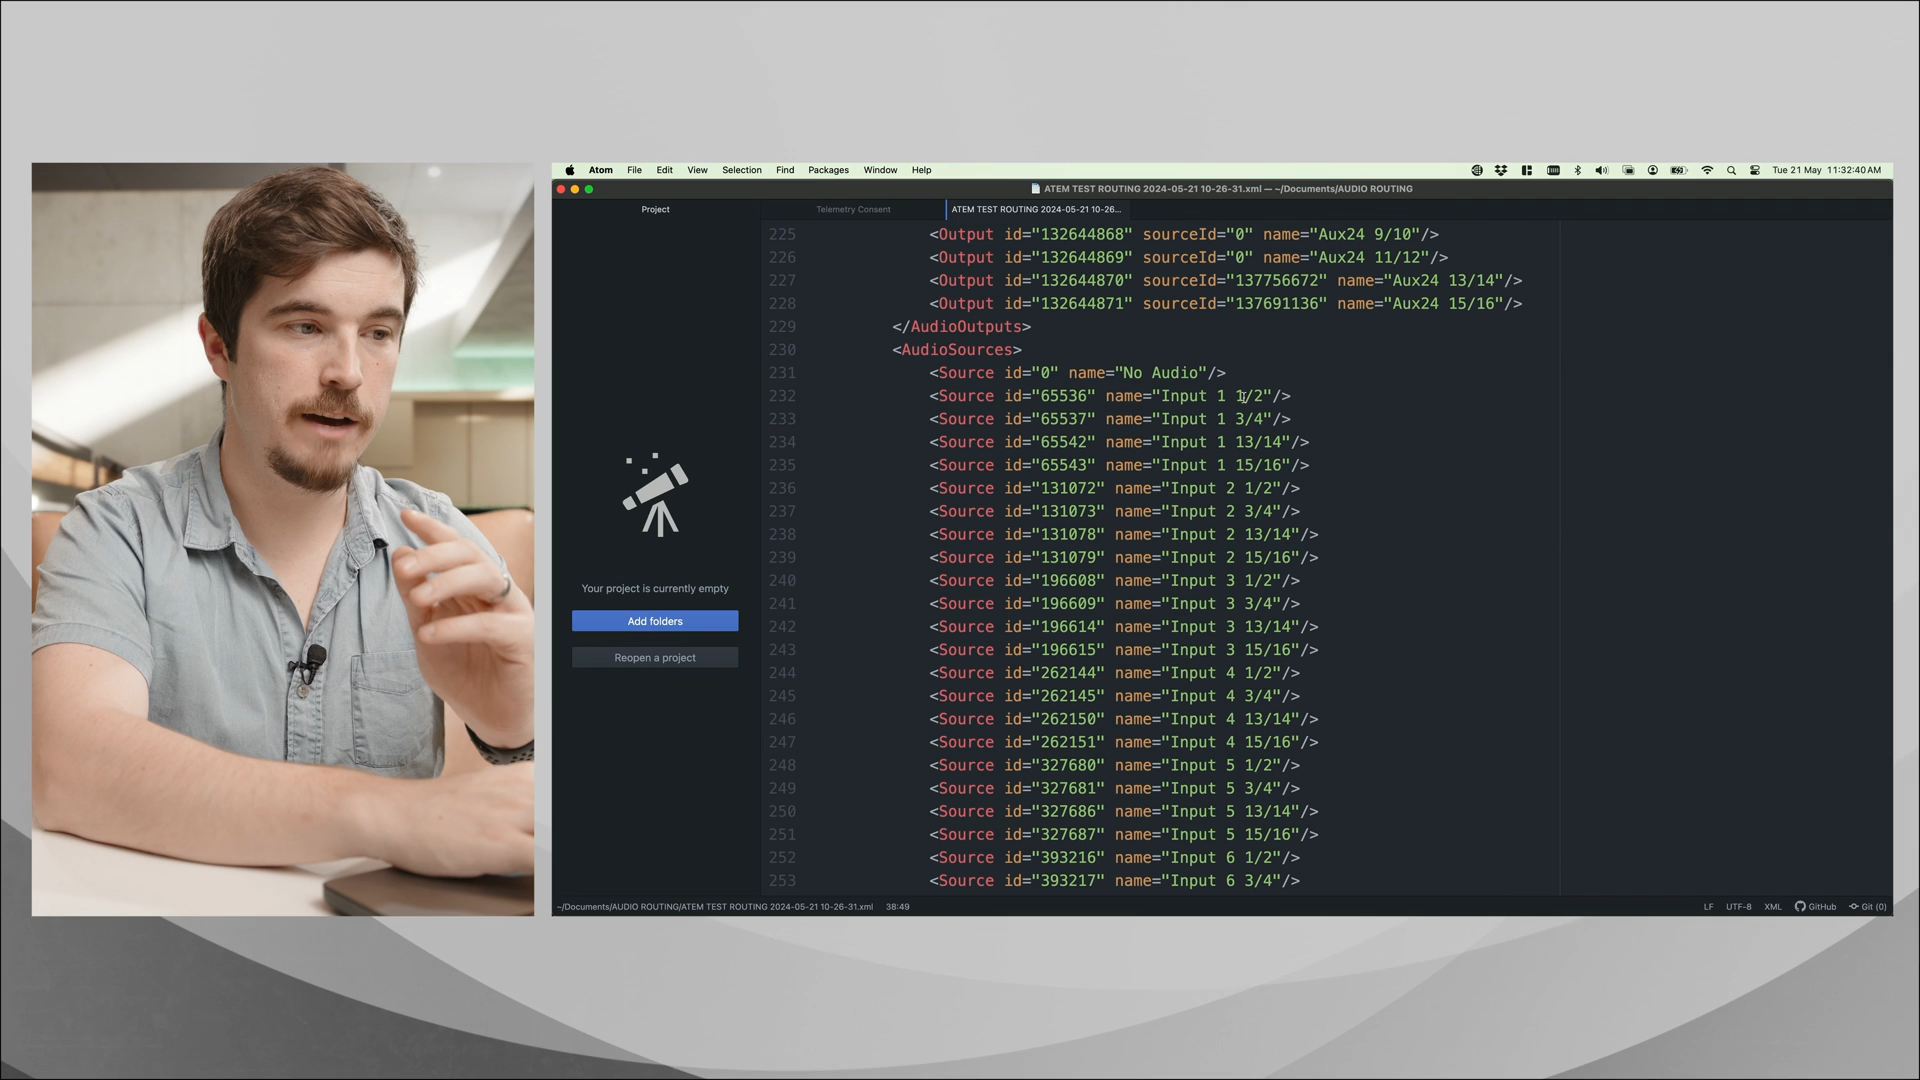 Atom File Edit View Selection Find Packages Window Help Tue 21 May 11:32:40 AM
ATEM TEST ROUTING 2024-05-21 10-26-31.xml — ~/Documents/AUDIO ROUTING
Project Telemetry Consent ATEM TEST ROUTING 2024-05-21 10-26...
225 <Output id="132644868" sourceId="0" name="Aux24 9/10"/>
226 <Output id="132644869" sourceId="0" name="Aux24 11/12"/>
227 <Output id="132644870" sourceId="137756672" name="Aux24 13/14"/>
228 <Output id="132644871" sourceId="137691136" name="Aux24 15/16"/>
229 </AudioOutputs>
230 <AudioSources>
231 <Source id="0" name="No Audio"/>
232 <Source id="65536" name="Input 1 1/2"/>
233 <Source id="65537" name="Input 1 3/4"/>
234 <Source id="65542" name="Input 1 13/14"/>
235 <Source id="65543" name="Input 1 15/16"/>
236 <Source id="131072" name="Input 2 1/2"/>
237 <Source id="131073" name="Input 2 3/4"/>
238 <Source id="131078" name="Input 2 13/14"/>
239 <Source id="131079" name="Input 2 15/16"/>
240 <Source id="196608" name="Input 3 1/2"/>
241 <Source id="196609" name="Input 3 3/4"/>
242 <Source id="196614" name="Input 3 13/14"/>
243 <Source id="196615" name="Input 3 15/16"/>
244 <Source id="262144" name="Input 4 1/2"/>
245 <Source id="262145" name="Input 4 3/4"/>
246 <Source id="262150" name="Input 4 13/14"/>
247 <Source id="262151" name="Input 4 15/16"/>
248 <Source id="327680" name="Input 5 1/2"/>
249 <Source id="327681" name="Input 5 3/4"/>
250 <Source id="327686" name="Input 5 13/14"/>
251 <Source id="327687" name="Input 5 15/16"/>
252 <Source id="393216" name="Input 6 1/2"/>
253 <Source id="393217" name="Input 6 3/4"/>
Your project is currently empty
Add folders
Reopen a project
~/Documents/AUDIO ROUTING/ATEM TEST ROUTING 2024-05-21 10-26-31.xml 38:49 LF UTF-8 XML GitHub Git (0)